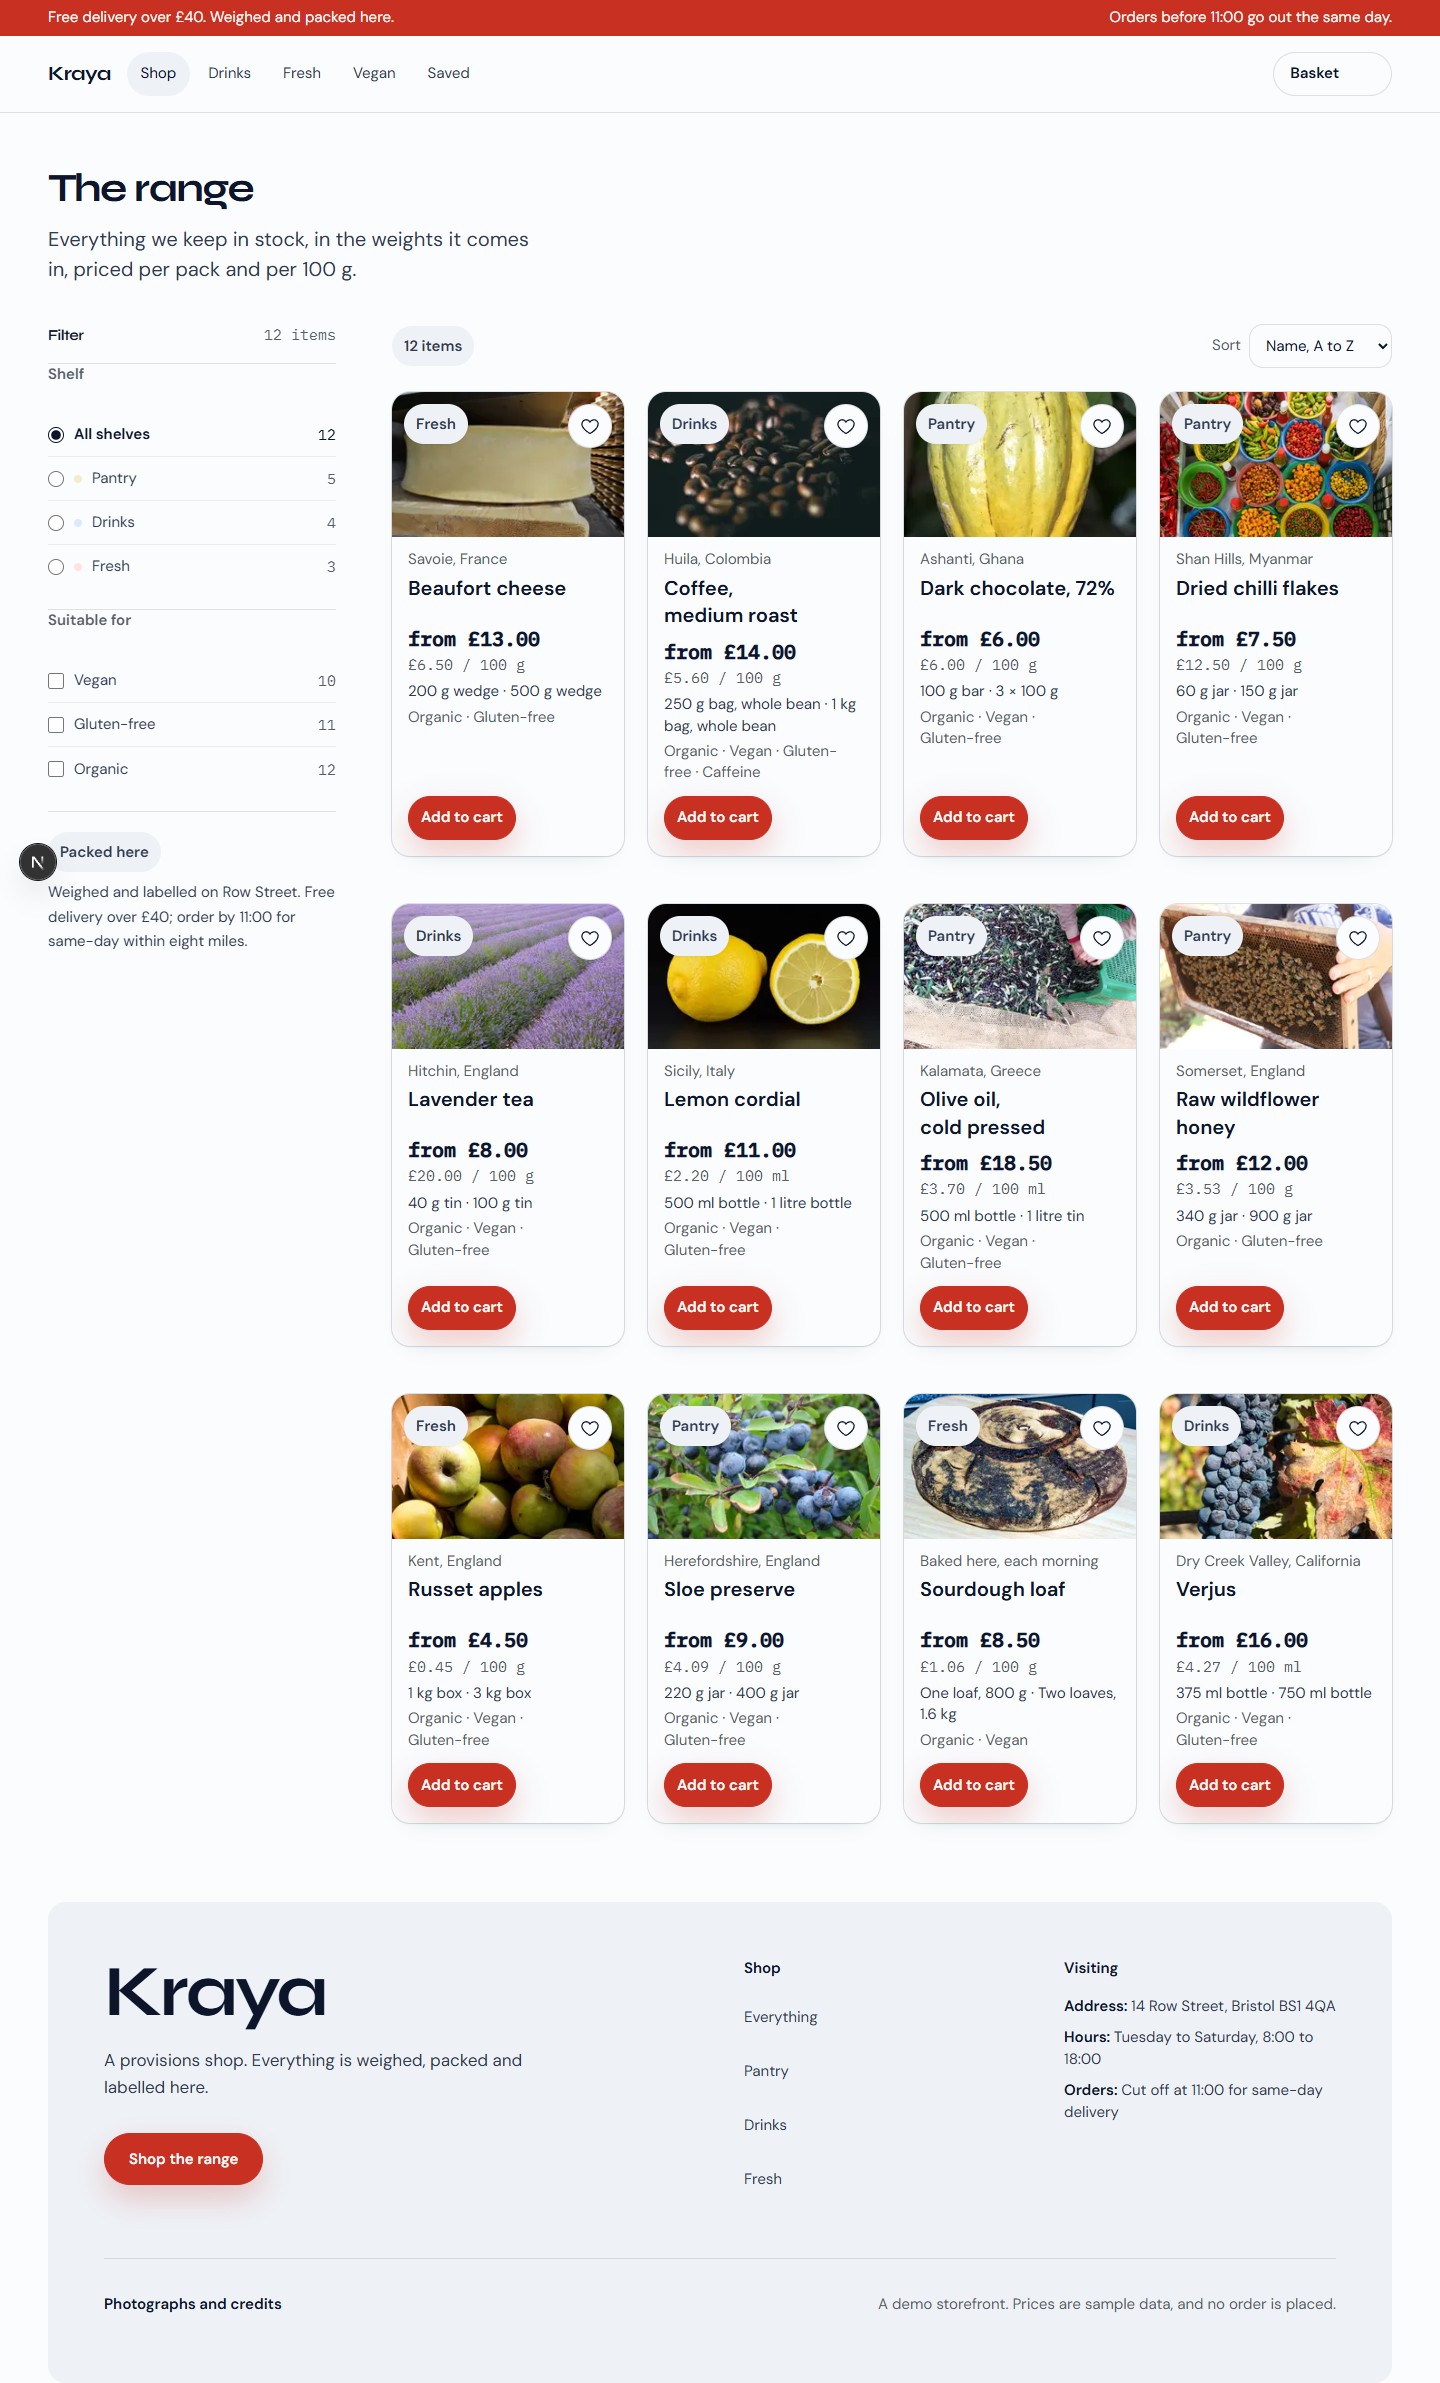 Free delivery over £40. Weighed and packed here.
Orders before 11:00 go out the same day.
Kraya
Shop
Drinks
Fresh
Vegan
Saved
Basket
The range
Everything we keep in stock, in the weights it comes
in, priced per pack and per 100 g.
Filter
12 items
Shelf
All shelves
12
Pantry
5
Drinks
4
Fresh
3
Suitable for
Vegan
10
Gluten-free
11
Organic
12
Packed here
Weighed and labelled on Row Street. Free
delivery over £40; order by 11:00 for
same-day within eight miles.
12 items
Sort
Name, A to Z
Fresh
Savoie, France
Beaufort cheese
from £13.00
£6.50 / 100 g
200 g wedge · 500 g wedge
Organic · Gluten-free
Add to cart
Drinks
Huila, Colombia
Coffee,
medium roast
from £14.00
£5.60 / 100 g
250 g bag, whole bean · 1 kg
bag, whole bean
Organic · Vegan · Gluten-
free · Caffeine
Add to cart
Pantry
Ashanti, Ghana
Dark chocolate, 72%
from £6.00
£6.00 / 100 g
100 g bar · 3 × 100 g
Organic · Vegan ·
Gluten-free
Add to cart
Pantry
Shan Hills, Myanmar
Dried chilli flakes
from £7.50
£12.50 / 100 g
60 g jar · 150 g jar
Organic · Vegan ·
Gluten-free
Add to cart
Drinks
Hitchin, England
Lavender tea
from £8.00
£20.00 / 100 g
40 g tin · 100 g tin
Organic · Vegan ·
Gluten-free
Add to cart
Drinks
Sicily, Italy
Lemon cordial
from £11.00
£2.20 / 100 ml
500 ml bottle · 1 litre bottle
Organic · Vegan ·
Gluten-free
Add to cart
Pantry
Kalamata, Greece
Olive oil,
cold pressed
from £18.50
£3.70 / 100 ml
500 ml bottle · 1 litre tin
Organic · Vegan ·
Gluten-free
Add to cart
Pantry
Somerset, England
Raw wildflower
honey
from £12.00
£3.53 / 100 g
340 g jar · 900 g jar
Organic · Gluten-free
Add to cart
Fresh
Kent, England
Russet apples
from £4.50
£0.45 / 100 g
1 kg box · 3 kg box
Organic · Vegan ·
Gluten-free
Add to cart
Pantry
Herefordshire, England
Sloe preserve
from £9.00
£4.09 / 100 g
220 g jar · 400 g jar
Organic · Vegan ·
Gluten-free
Add to cart
Fresh
Baked here, each morning
Sourdough loaf
from £8.50
£1.06 / 100 g
One loaf, 800 g · Two loaves,
1.6 kg
Organic · Vegan
Add to cart
Drinks
Dry Creek Valley, California
Verjus
from £16.00
£4.27 / 100 ml
375 ml bottle · 750 ml bottle
Organic · Vegan ·
Gluten-free
Add to cart
Kraya
A provisions shop. Everything is weighed, packed and
labelled here.
Shop the range
Shop
Everything
Pantry
Drinks
Fresh
Visiting
Address: 14 Row Street, Bristol BS1 4QA
Hours: Tuesday to Saturday, 8:00 to
18:00
Orders: Cut off at 11:00 for same-day
delivery
Photographs and credits
A demo storefront. Prices are sample data, and no order is placed.